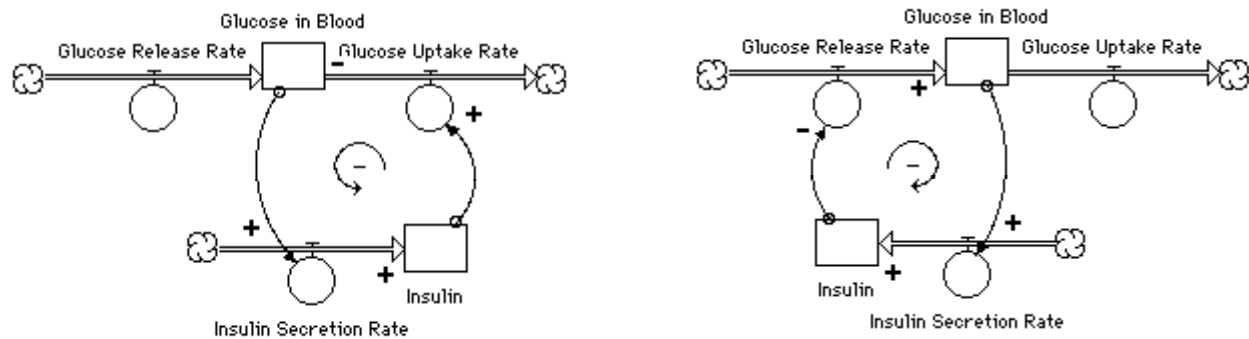 Glucose in Blood
Glucose Release Rate
- Glucose Uptake Rate
+
-
+
+
Insulin
Insulin Secretion Rate
Glucose in Blood
Glucose Release Rate
Glucose Uptake Rate
+
-
-
+
+
Insulin
Insulin Secretion Rate